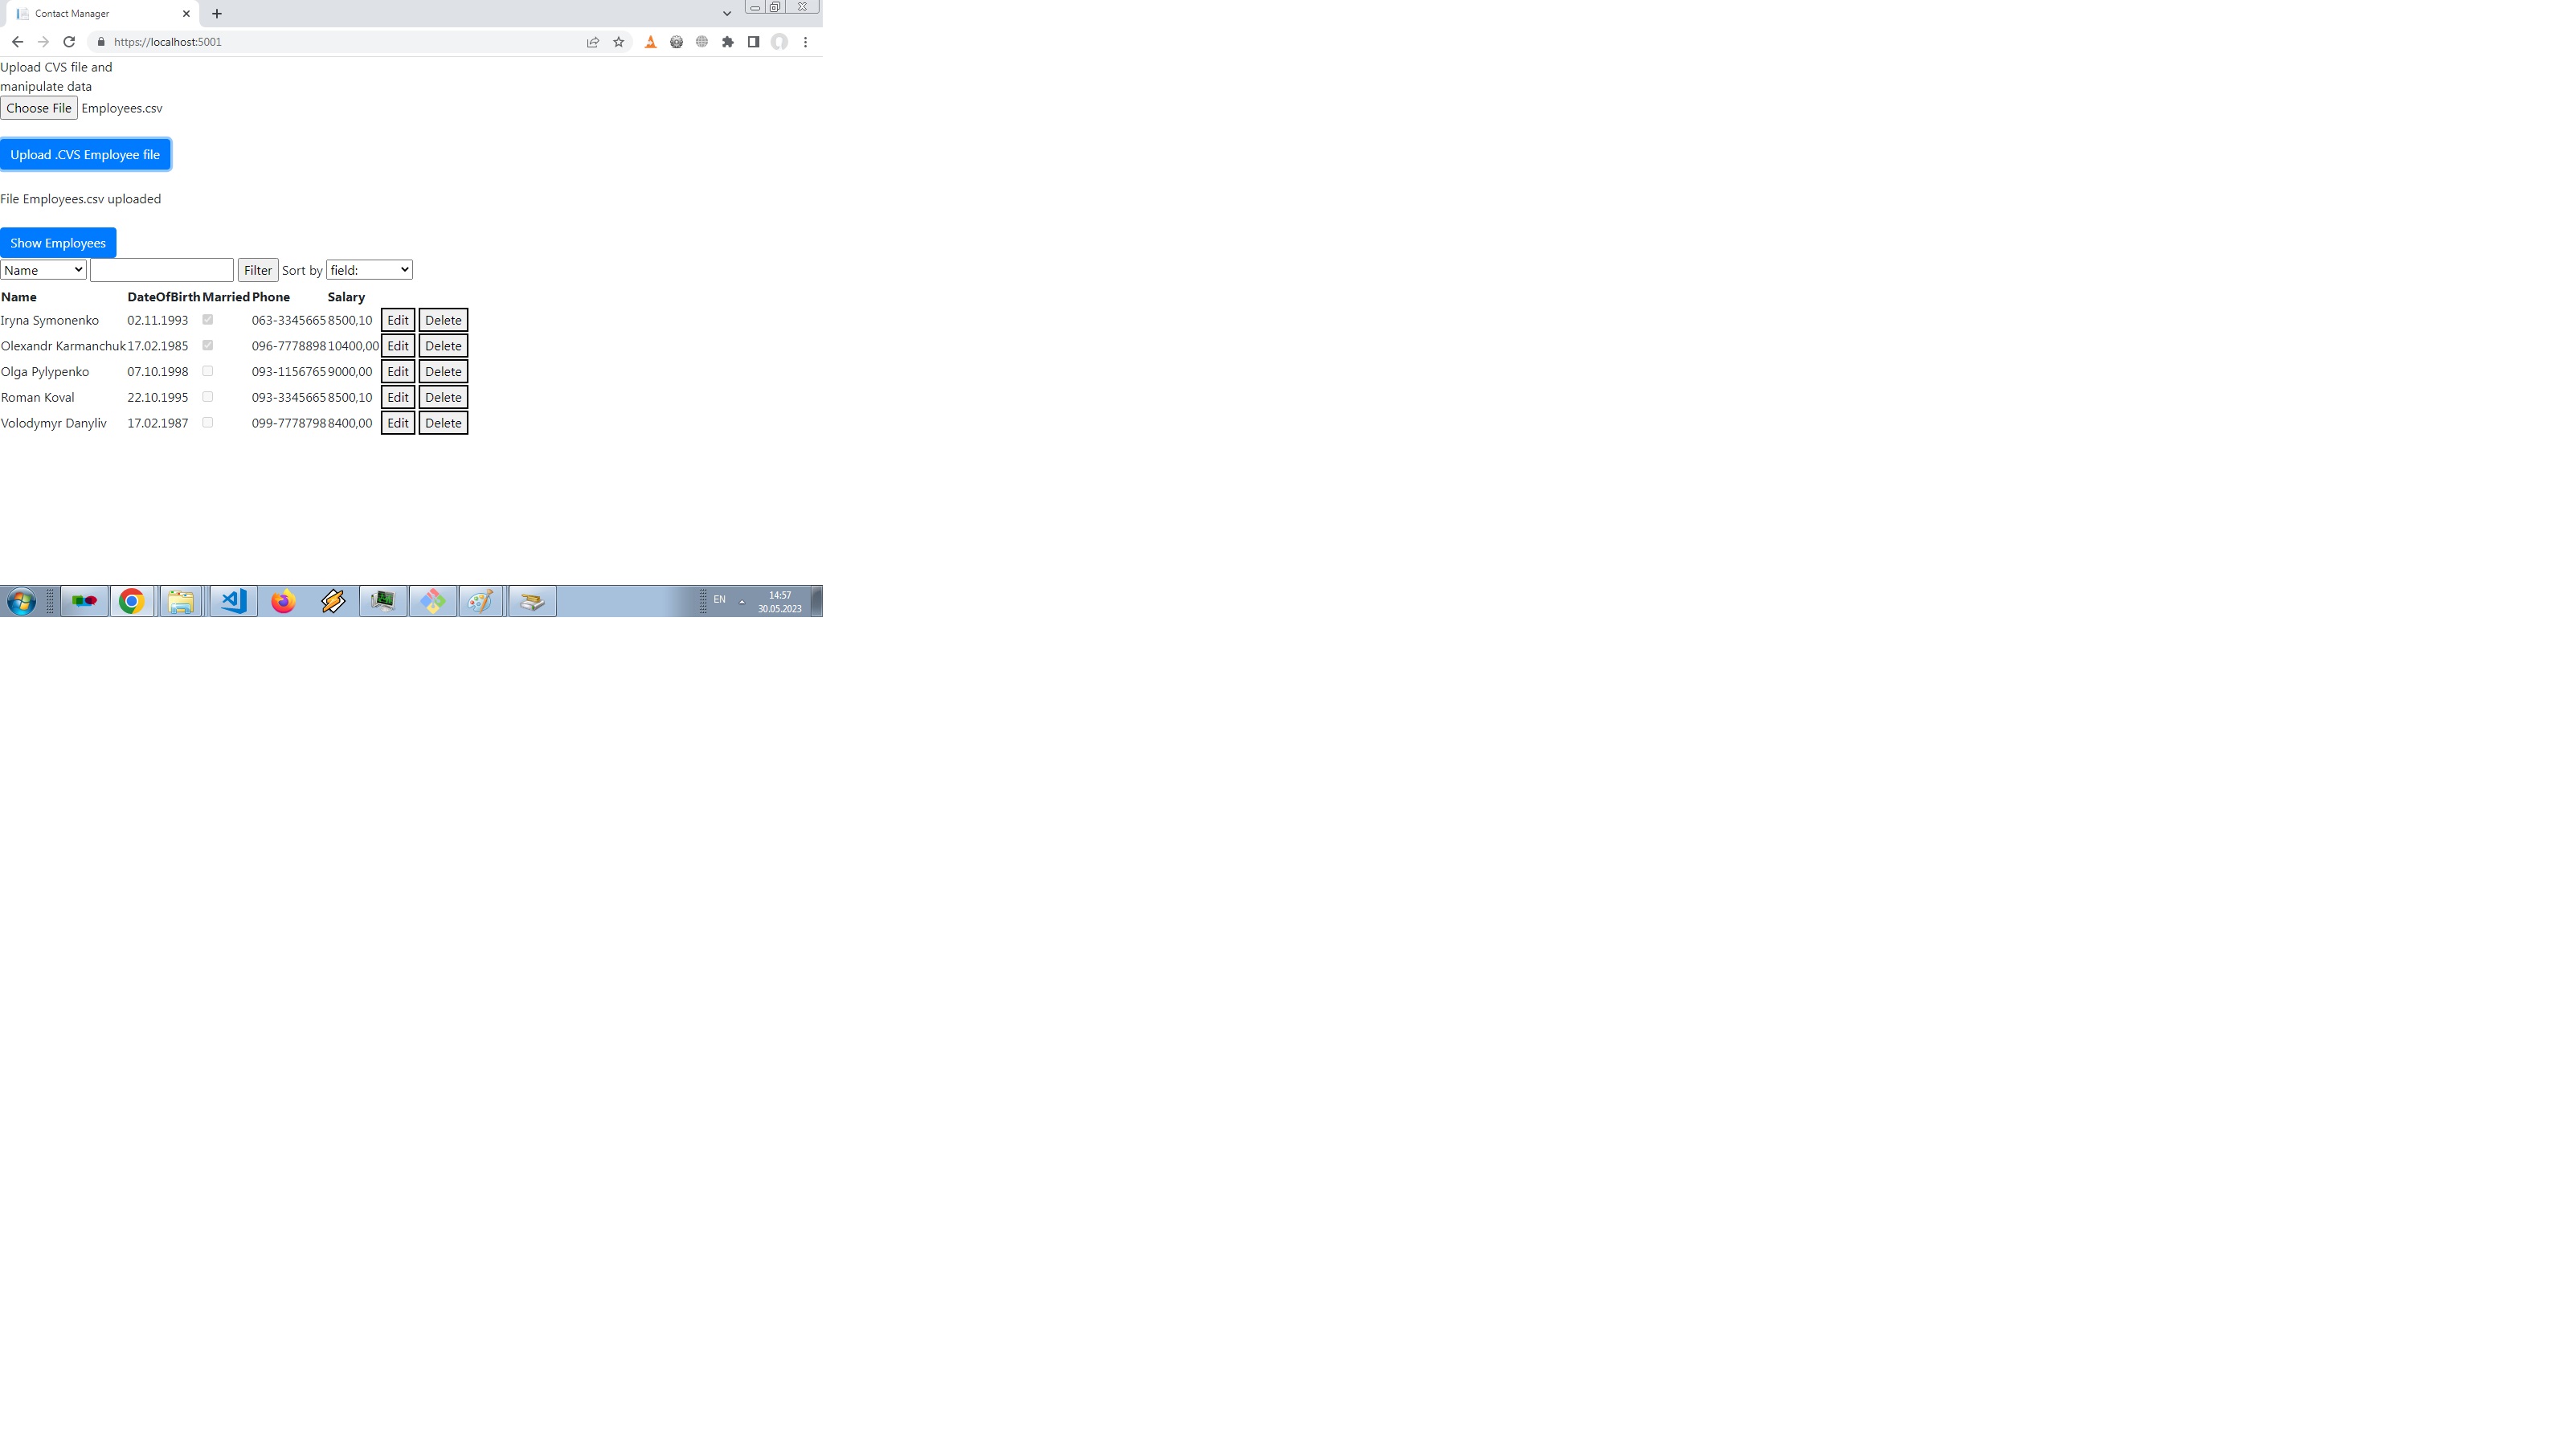 Contact Manager
https://localhost:5001
Upload CVS file and
manipulate data
Choose File Employees.csv
Upload .CVS Employee file
File Employees.csv uploaded
Show Employees
Name Filter Sort by field:
Name DateOfBirth Married Phone Salary
Iryna Symonenko 02.11.1993 063-3345665 8500,10 Edit Delete
Olexandr Karmanchuk 17.02.1985 096-7778898 10400,00 Edit Delete
Olga Pylypenko 07.10.1998 093-1156765 9000,00 Edit Delete
Roman Koval 22.10.1995 093-3345665 8500,10 Edit Delete
Volodymyr Danyliv 17.02.1987 099-7778798 8400,00 Edit Delete
EN
14:57
30.05.2023